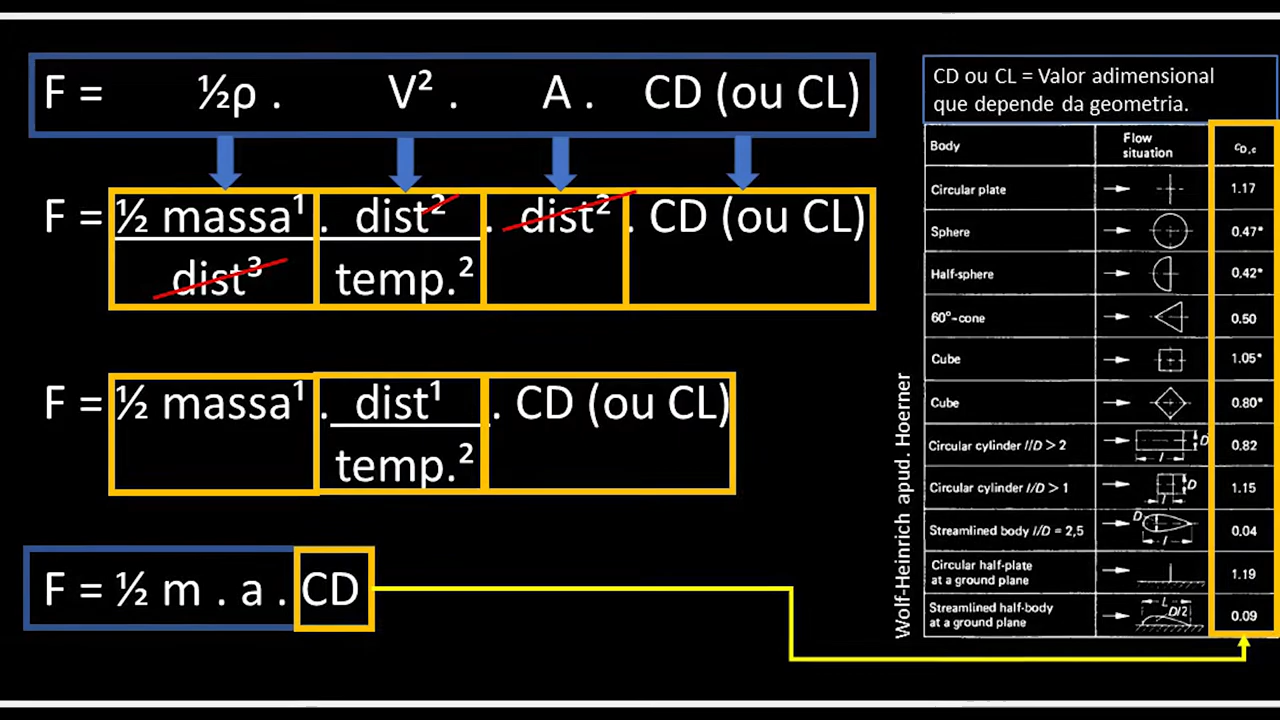 F = ½ρ . V² . A . CD (ou CL)
F = ½ massa¹ . dist² . dist² . CD (ou CL)
dist³ temp.²
F = ½ massa¹ . dist¹ . CD (ou CL)
temp.²
F = ½ m . a . CD
CD ou CL = Valor adimensional
que depende da geometria.
Body Flow situation c_D,c
Circular plate 1.17
Sphere 0.47*
Half-sphere 0.42*
60°-cone 0.50
Cube 1.05*
Cube 0.80*
Circular cylinder l/D > 2 D l 0.82
Circular cylinder l/D > 1 D l 1.15
Streamlined body l/D = 2,5 D l 0.04
Circular half-plate
at a ground plane 1.19
Streamlined half-body
at a ground plane L D/2 0.09
Wolf-Heinrich apud. Hoerner